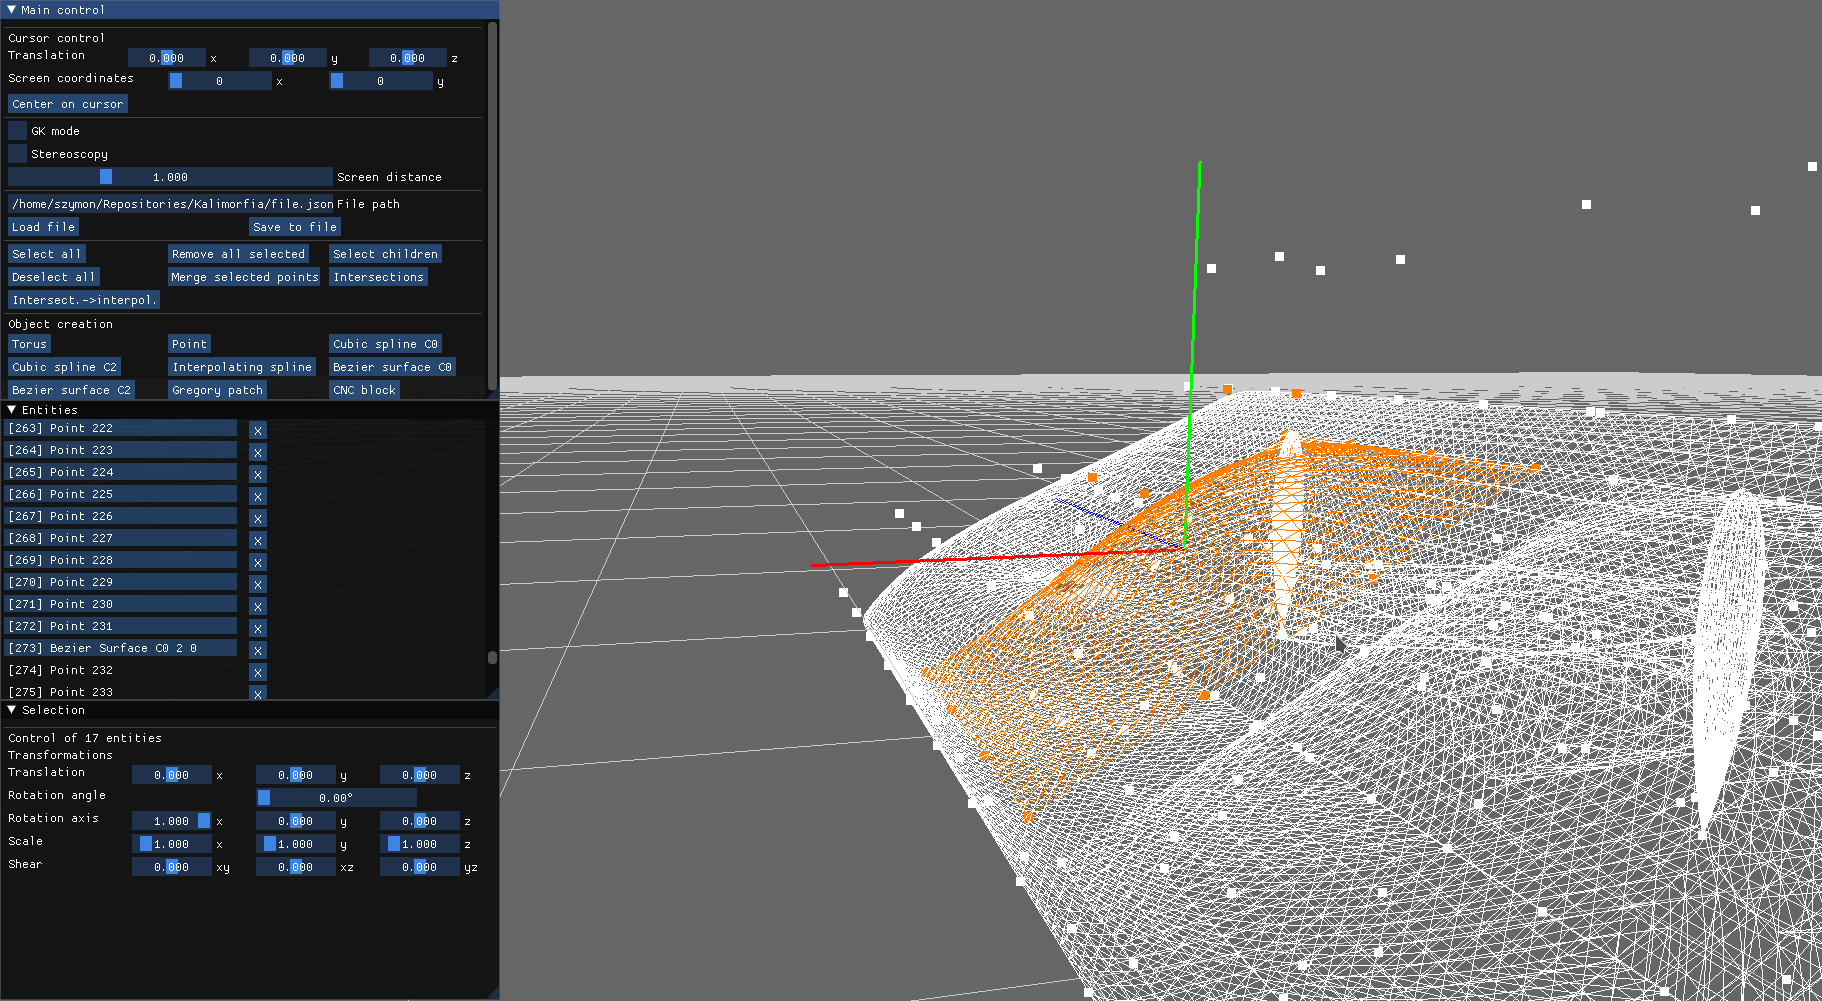 Main control
Cursor control
Translation 0.000 x 0.000 y 0.000 z
Screen coordinates 0 x 0 y
Center on cursor
GK mode
Stereoscopy
1.000 Screen distance
/home/szymon/Repositories/Kalimorfia/file.json File path
Load file Save to file
Select all Remove all selected Select children
Deselect all Merge selected points Intersections
Intersect.->interpol.
Object creation
Torus Point Cubic spline C0
Cubic spline C2 Interpolating spline Bezier surface C0
Bezier surface C2 Gregory patch CNC block
Entities
[263] Point 222 x
[264] Point 223 x
[265] Point 224 x
[266] Point 225 x
[267] Point 226 x
[268] Point 227 x
[269] Point 228 x
[270] Point 229 x
[271] Point 230 x
[272] Point 231 x
[273] Bezier Surface C0 2 0 x
[274] Point 232 x
[275] Point 233 x
Selection
Control of 17 entities
Transformations
Translation 0.000 x 0.000 y 0.000 z
Rotation angle 0.00°
Rotation axis 1.000 x 0.000 y 0.000 z
Scale 1.000 x 1.000 y 1.000 z
Shear 0.000 xy 0.000 xz 0.000 yz